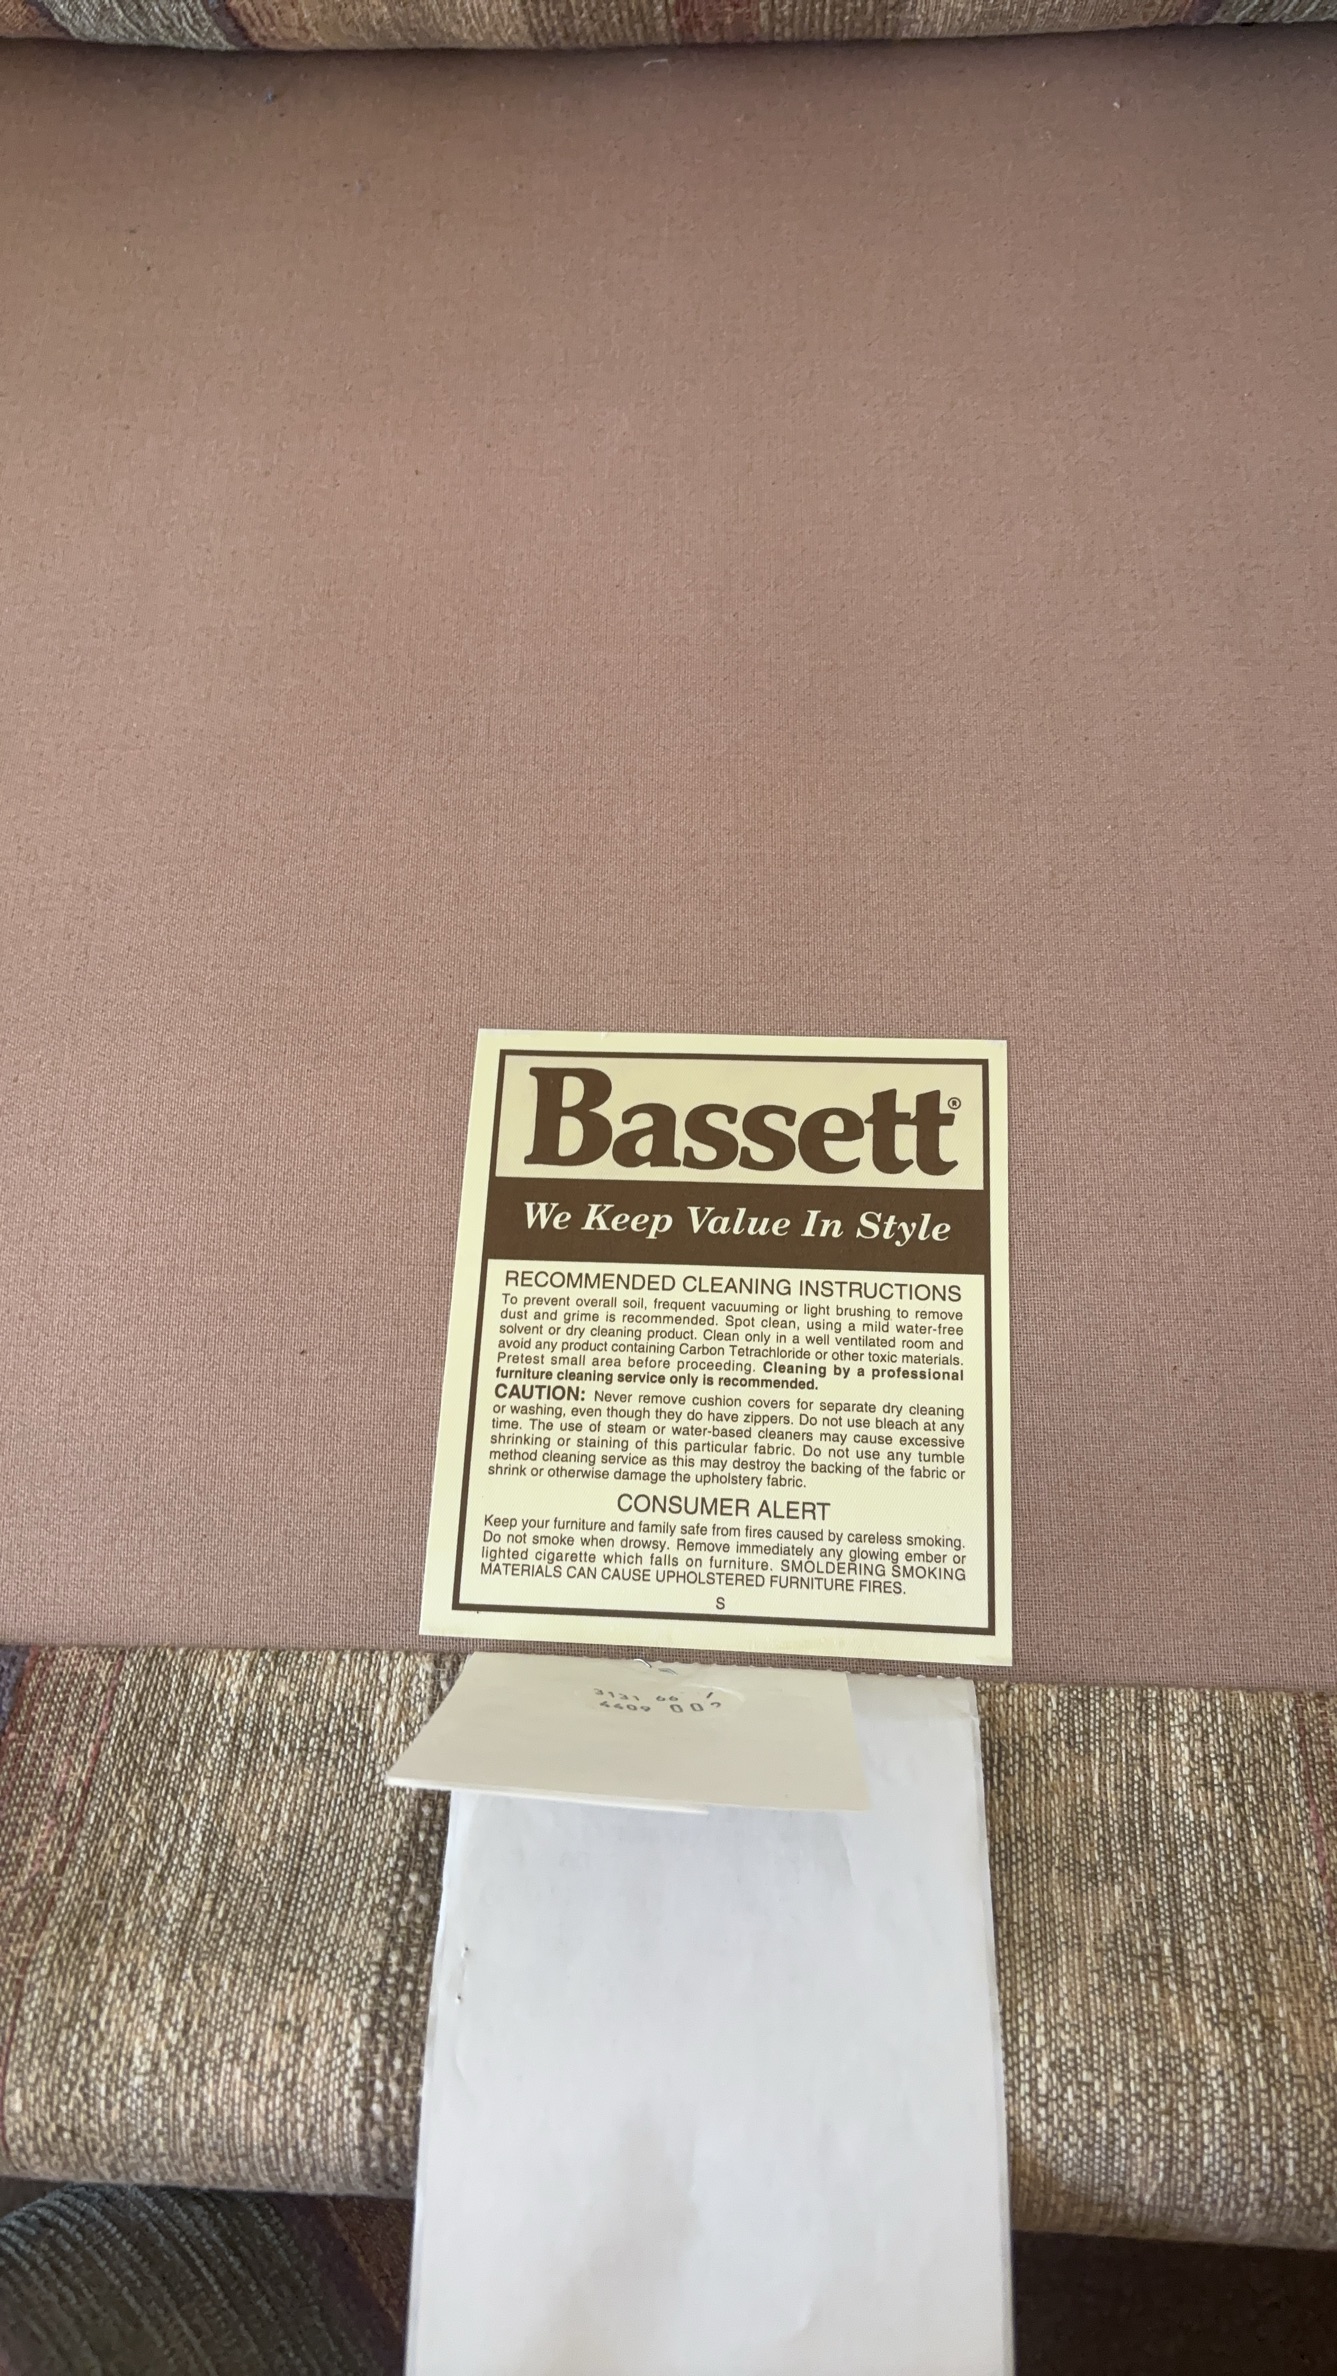 Bassett®
We Keep Value In Style
RECOMMENDED CLEANING INSTRUCTIONS
To prevent overall soil, frequent vacuuming or light brushing to remove
dust and grime is recommended. Spot clean, using a mild water-free
solvent or dry cleaning product. Clean only in a well ventilated room and
avoid any product containing Carbon Tetrachloride or other toxic materials.
Pretest small area before proceeding. Cleaning by a professional
furniture cleaning service only is recommended.
CAUTION: Never remove cushion covers for separate dry cleaning
or washing, even though they do have zippers. Do not use bleach at any
time. The use of steam or water-based cleaners may cause excessive
shrinking or staining of this particular fabric. Do not use any tumble
method cleaning service as this may destroy the backing of the fabric or
shrink or otherwise damage the upholstery fabric.
CONSUMER ALERT
Keep your furniture and family safe from fires caused by careless smoking.
Do not smoke when drowsy. Remove immediately any glowing ember or
lighted cigarette which falls on furniture. SMOLDERING SMOKING
MATERIALS CAN CAUSE UPHOLSTERED FURNITURE FIRES.
S
3131 66
4409